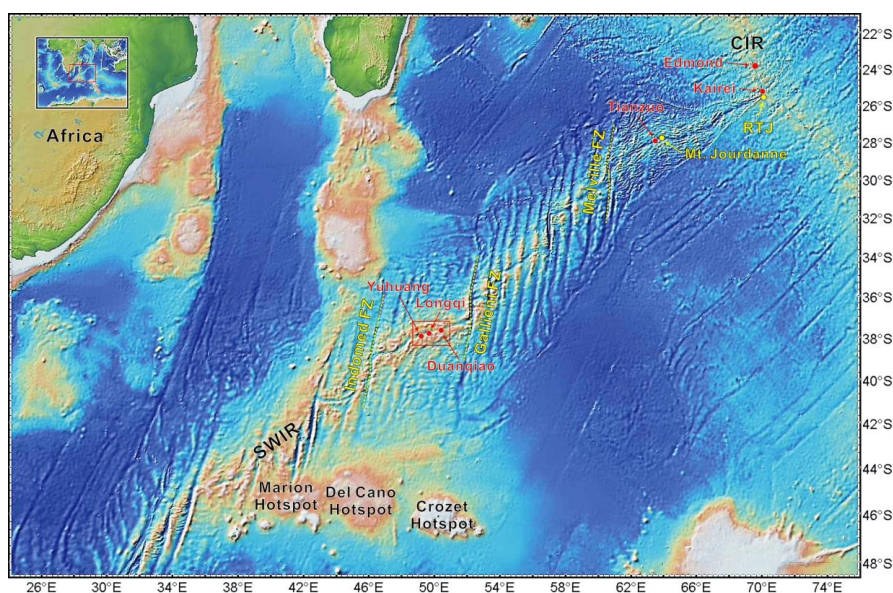 CIR
Edmond
Kairei
Tianzuo
RTJ
Mt. Jourdanne
Africa
Melville FZ
Yuhuang
Longqi
Indomed FZ
Gallieni FZ
Duanqiao
SWIR
Marion
Hotspot
Del Cano
Hotspot
Crozet
Hotspot
22°S
24°S
26°S
28°S
30°S
32°S
34°S
36°S
38°S
40°S
42°S
44°S
46°S
48°S
26°E
30°E
34°E
38°E
42°E
46°E
50°E
54°E
58°E
62°E
66°E
70°E
74°E